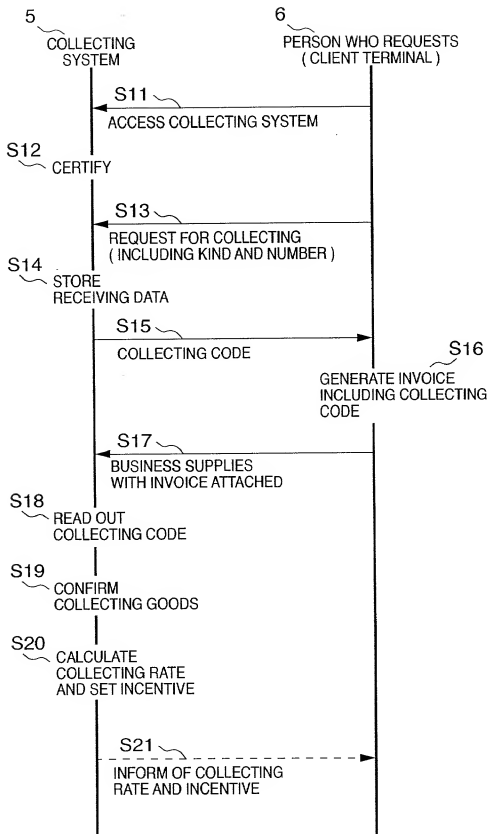 5
COLLECTING
SYSTEM
6
PERSON WHO REQUESTS
( CLIENT TERMINAL )
S11
ACCESS COLLECTING SYSTEM
S12
CERTIFY
S13
REQUEST FOR COLLECTING
( INCLUDING KIND AND NUMBER )
S14
STORE
RECEIVING DATA
S15
COLLECTING CODE
S16
GENERATE INVOICE
INCLUDING COLLECTING
CODE
S17
BUSINESS SUPPLIES
WITH INVOICE ATTACHED
S18
READ OUT
COLLECTING CODE
S19
CONFIRM
COLLECTING GOODS
S20
CALCULATE
COLLECTING RATE
AND SET INCENTIVE
S21
INFORM OF COLLECTING
RATE AND INCENTIVE